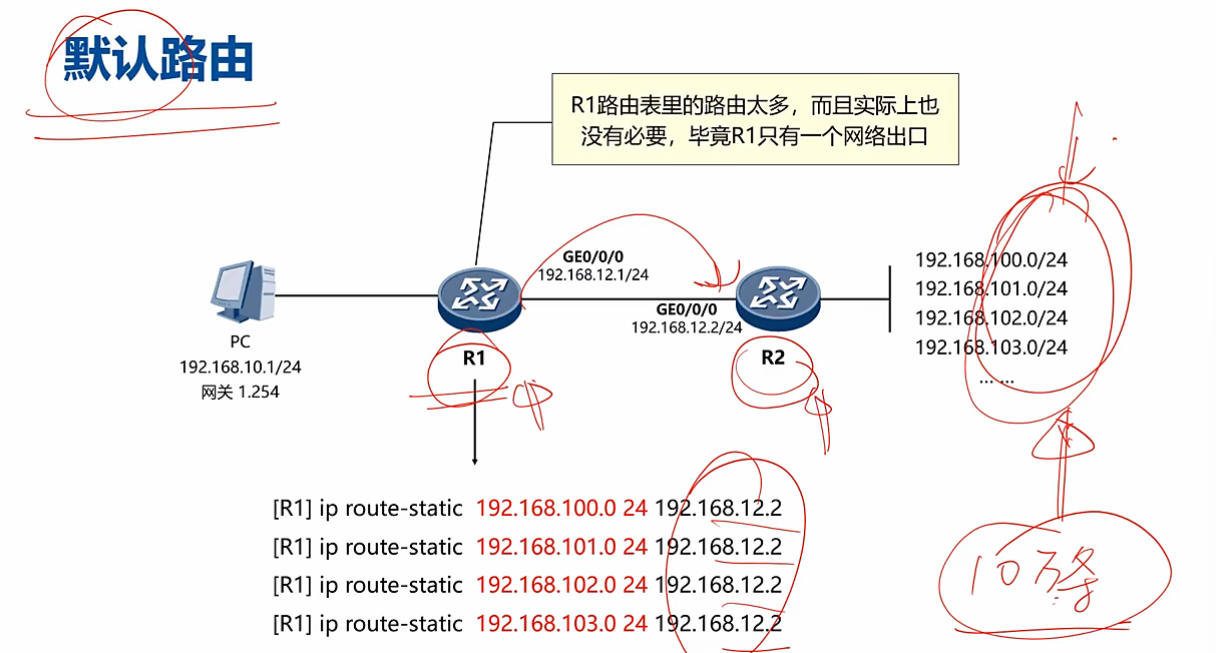 默认路由
R1路由表里的路由太多，而且实际上也
没有必要，毕竟R1只有一个网络出口
GE0/0/0
192.168.12.1/24
GE0/0/0
192.168.12.2/24
192.168.100.0/24
192.168.101.0/24
192.168.102.0/24
192.168.103.0/24
... ...
PC
192.168.10.1/24
网关 1.254
R1
R2
[R1] ip route-static 192.168.100.0 24 192.168.12.2
[R1] ip route-static 192.168.101.0 24 192.168.12.2
[R1] ip route-static 192.168.102.0 24 192.168.12.2
[R1] ip route-static 192.168.103.0 24 192.168.12.2
10万条